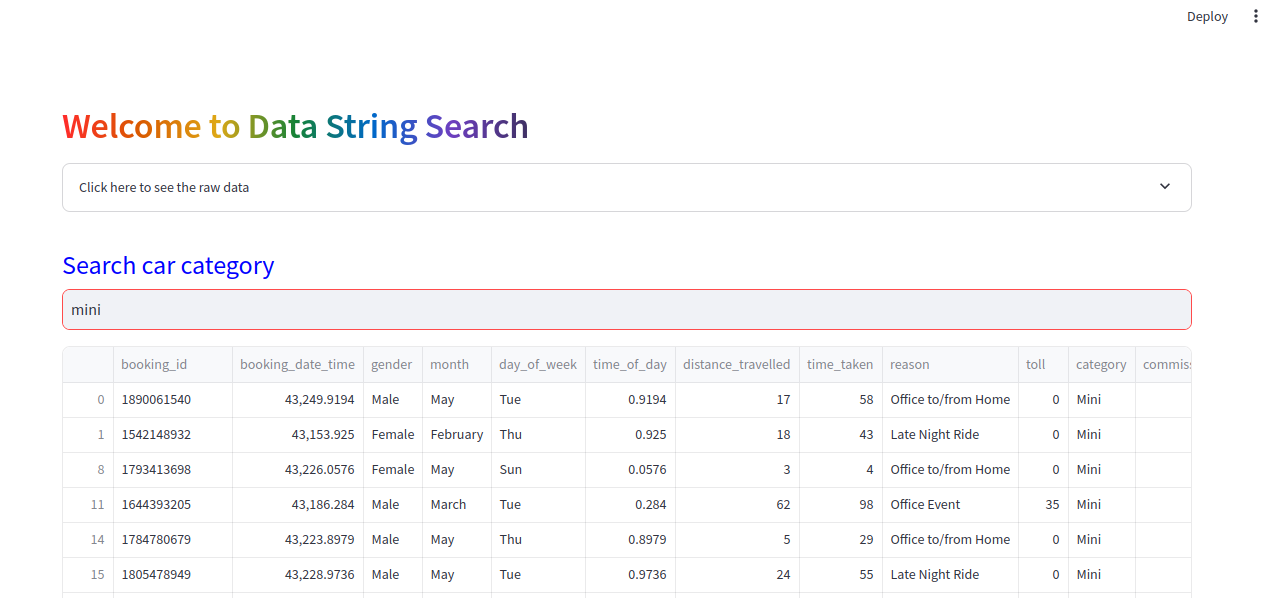 Deploy
Welcome to Data String Search
Click here to see the raw data
Search car category
mini
booking_id booking_date_time gender month day_of_week time_of_day distance_travelled time_taken reason toll category commis
0 1890061540 43,249.9194 Male May Tue 0.9194 17 58 Office to/from Home 0 Mini
1 1542148932 43,153.925 Female February Thu 0.925 18 43 Late Night Ride 0 Mini
8 1793413698 43,226.0576 Female May Sun 0.0576 3 4 Office to/from Home 0 Mini
11 1644393205 43,186.284 Male March Tue 0.284 62 98 Office Event 35 Mini
14 1784780679 43,223.8979 Male May Thu 0.8979 5 29 Office to/from Home 0 Mini
15 1805478949 43,228.9736 Male May Tue 0.9736 24 55 Late Night Ride 0 Mini